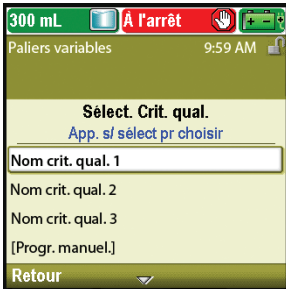 300 mL À l'arrêt
Paliers variables 9:59 AM
Sélect. Crit. qual.
App. s/ sélect pr choisir
Nom crit. qual. 1
Nom crit. qual. 2
Nom crit. qual. 3
[Progr. manuel.]
Retour